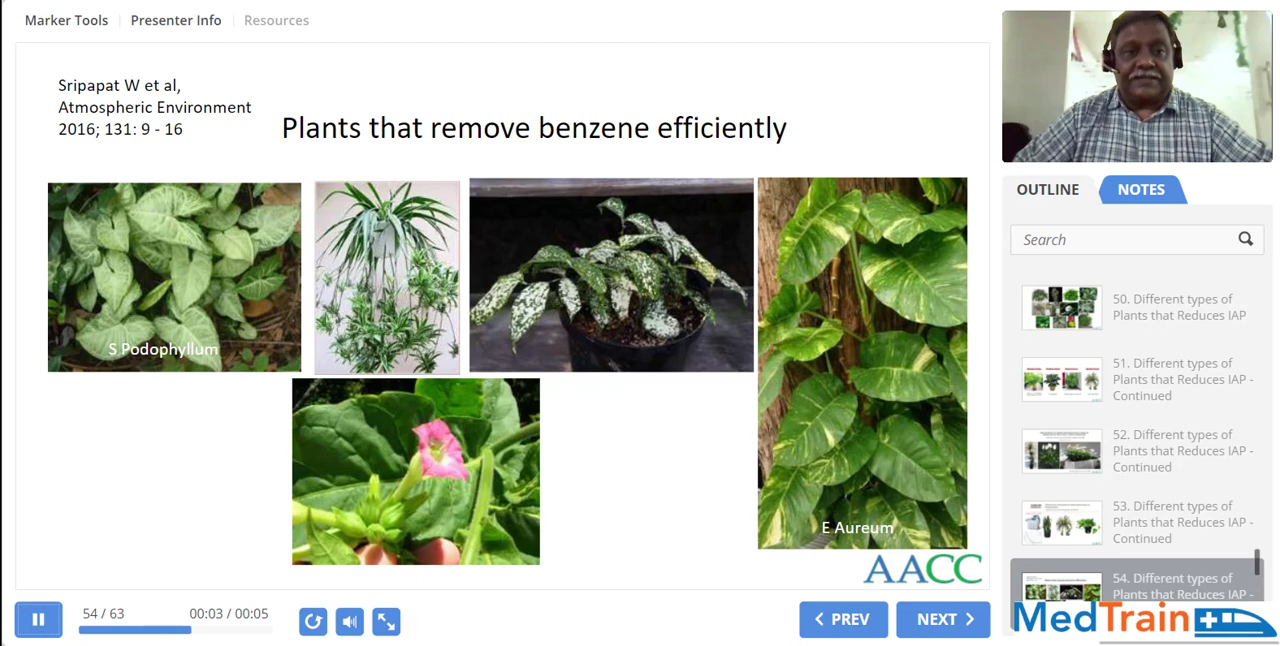 Marker Tools
Presenter Info
Resources
Sripapat W et al,
Atmospheric Environment
2016; 131: 9 - 16
Plants that remove benzene efficiently
S Podophyllum
E Aureum
AACC
54 / 63
00:03 / 00:05
PREV
NEXT
OUTLINE
NOTES
Search
50. Different types of
Plants that Reduces IAP
51. Different types of
Plants that Reduces IAP -
Continued
52. Different types of
Plants that Reduces IAP -
Continued
53. Different types of
Plants that Reduces IAP -
Continued
54. Different types of
Plants that Reduces IAP -
MedTrain